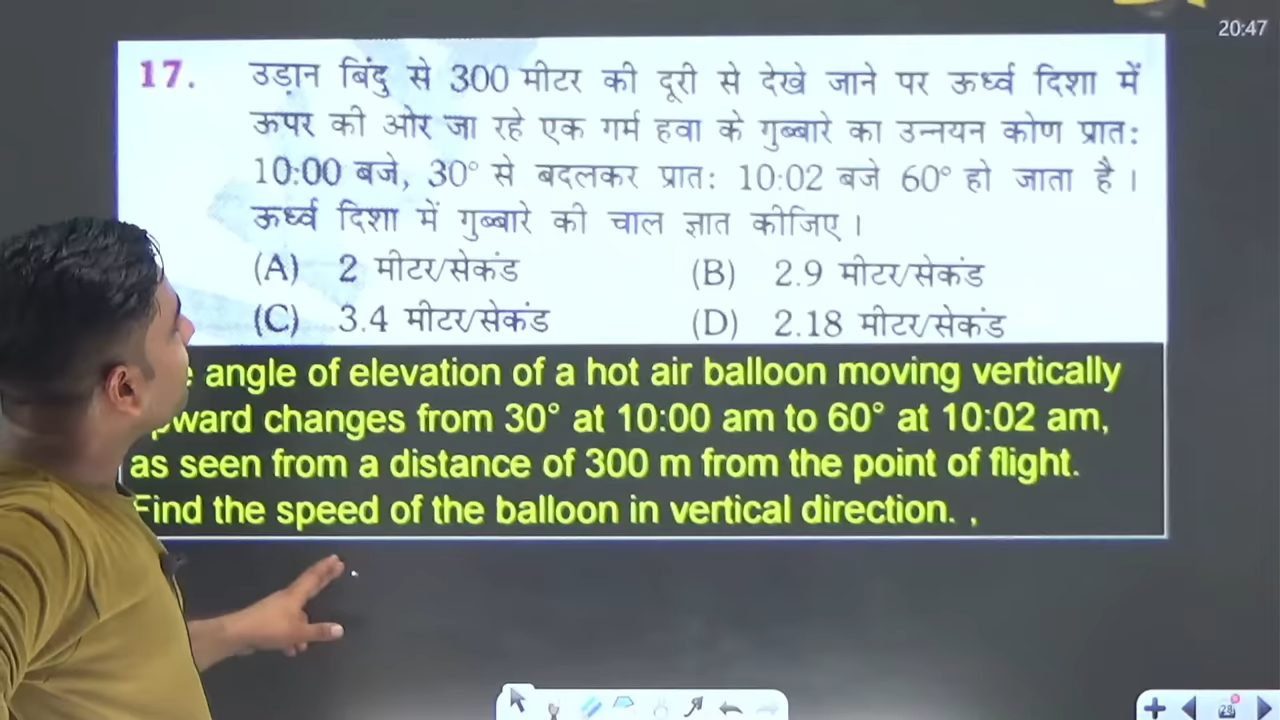 20:47
17. उड़ान बिंदु से 300 मीटर की दूरी से देखे जाने पर ऊर्ध्व दिशा में
ऊपर की ओर जा रहे एक गर्म हवा के गुब्बारे का उन्नयन कोण प्रात:
10:00 बजे, 30° से बदलकर प्रात: 10:02 बजे 60° हो जाता है ।
ऊर्ध्व दिशा में गुब्बारे की चाल ज्ञात कीजिए ।
(A) 2 मीटर/सेकंड (B) 2.9 मीटर/सेकंड
(C) 3.4 मीटर/सेकंड (D) 2.18 मीटर/सेकंड
angle of elevation of a hot air balloon moving vertically
pward changes from 30° at 10:00 am to 60° at 10:02 am,
as seen from a distance of 300 m from the point of flight.
Find the speed of the balloon in vertical direction. ,
28